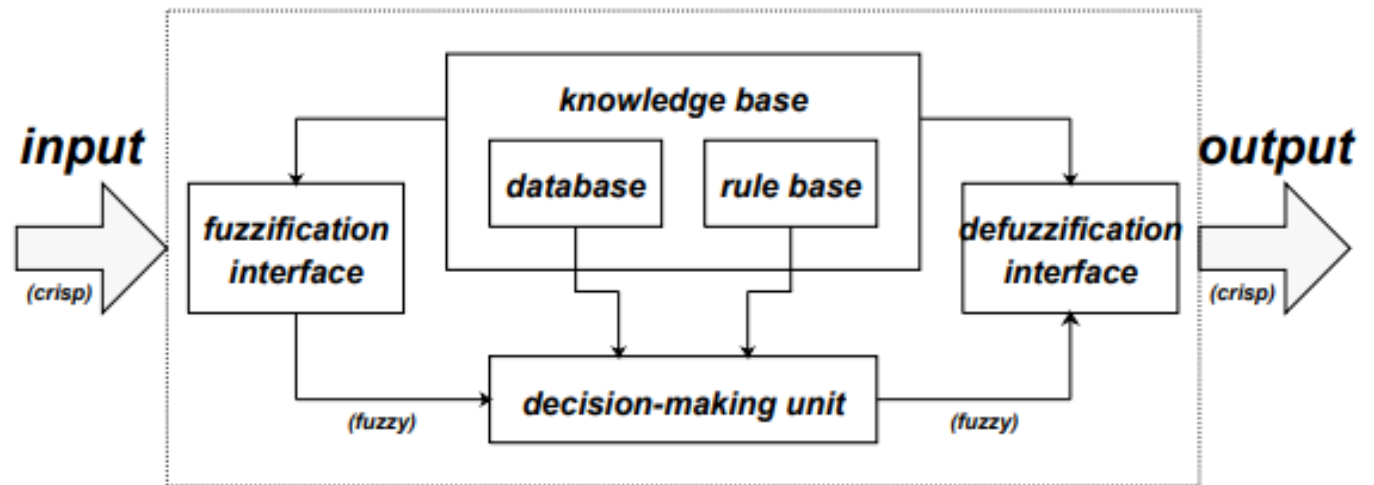 knowledge base
input
output
database
rule base
fuzzification
interface
defuzzification
interface
(crisp)
(crisp)
decision-making unit
(fuzzy)
(fuzzy)